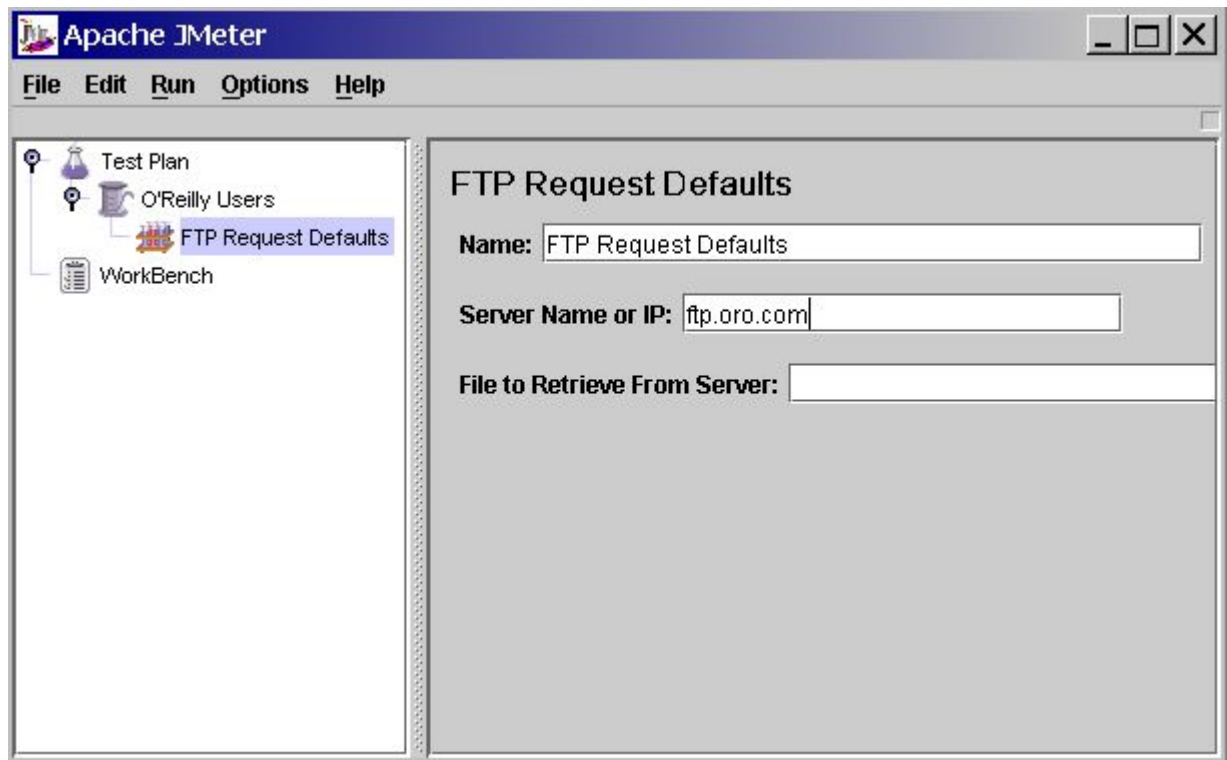 Apache JMeter
File Edit Run Options Help
Test Plan
O'Reilly Users
FTP Request Defaults
WorkBench
FTP Request Defaults
Name: FTP Request Defaults
Server Name or IP: ftp.oro.com
File to Retrieve From Server: